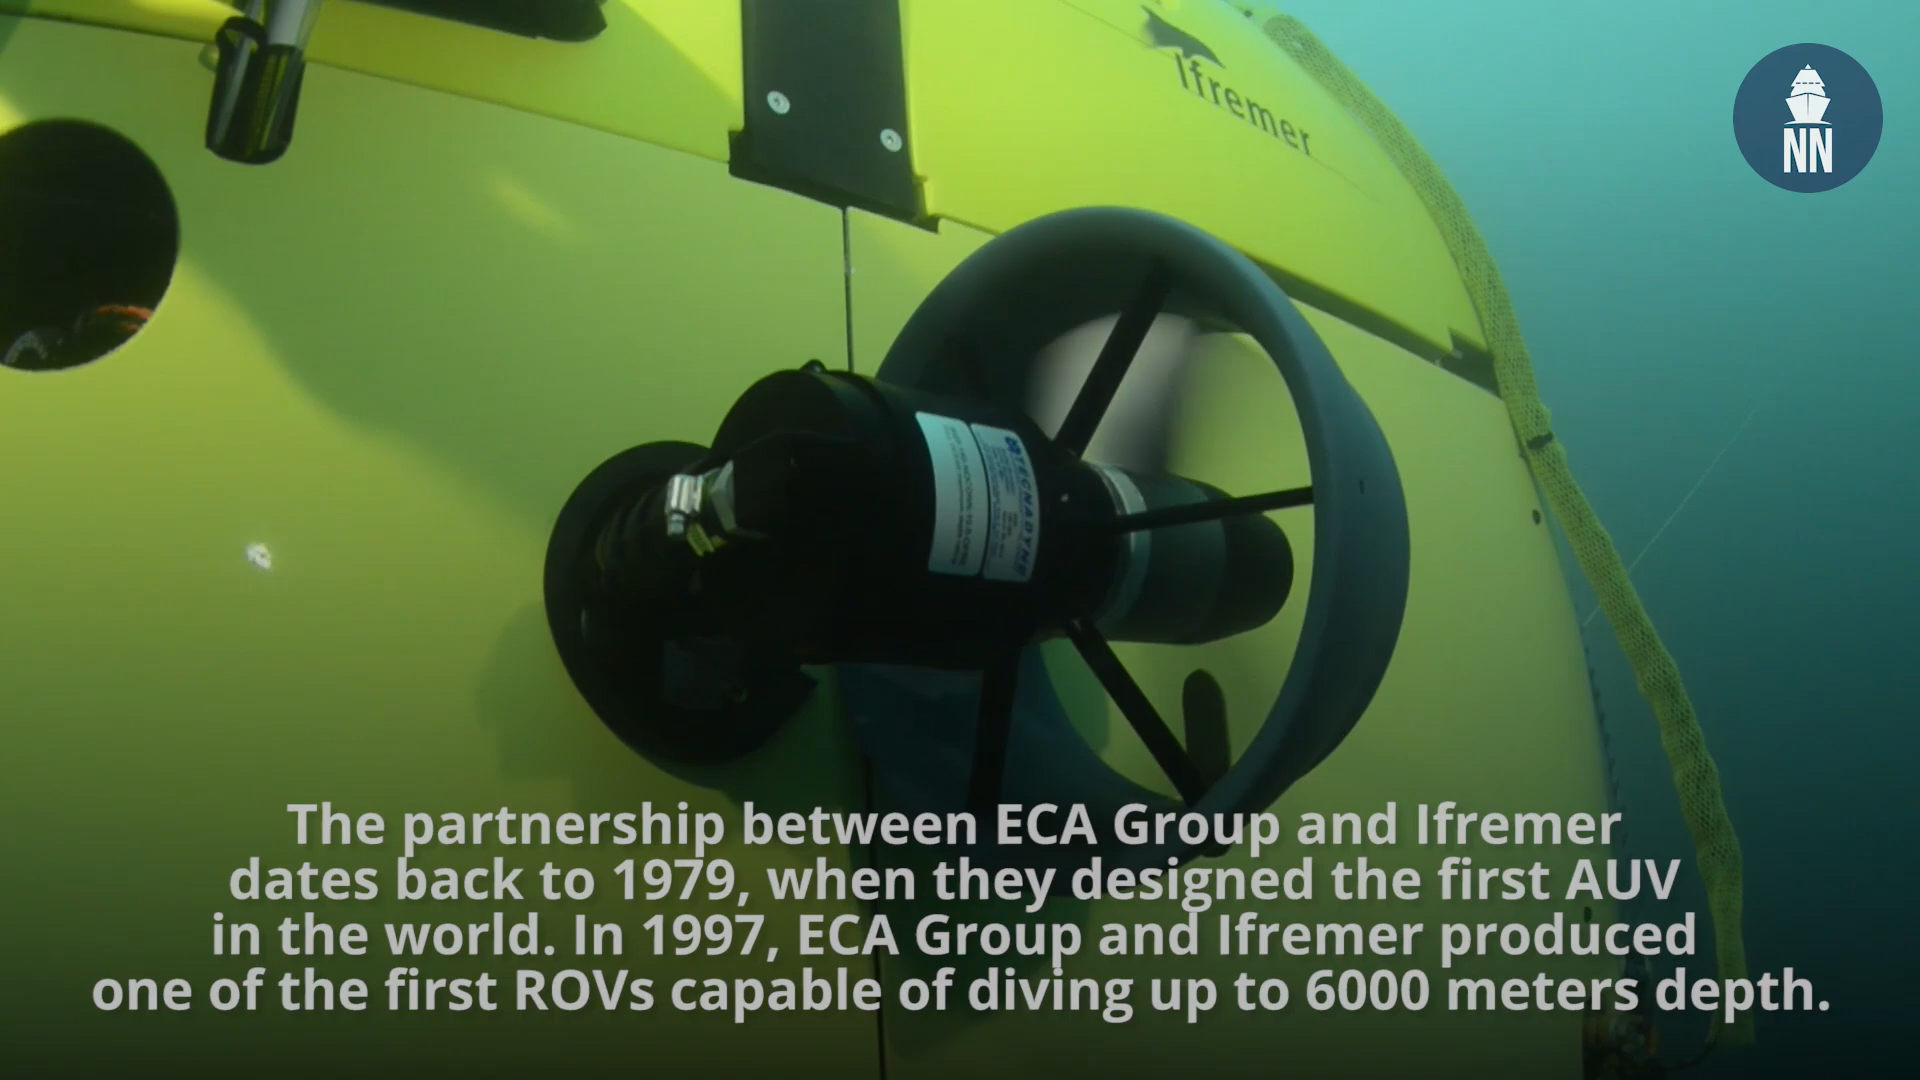 Ifremer
NN
TECNADYNE
The partnership between ECA Group and Ifremer
dates back to 1979, when they designed the first AUV
in the world. In 1997, ECA Group and Ifremer produced
one of the first ROVs capable of diving up to 6000 meters depth.